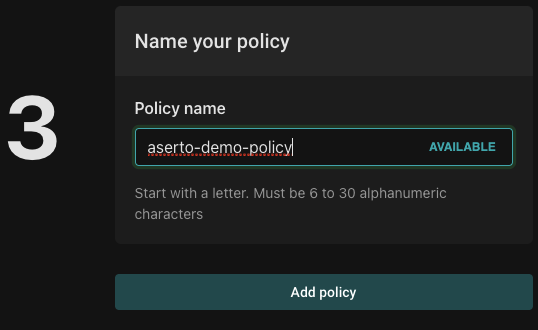 Name your policy
3
Policy name
aserto-demo-policy AVAILABLE
Start with a letter. Must be 6 to 30 alphanumeric
characters
Add policy